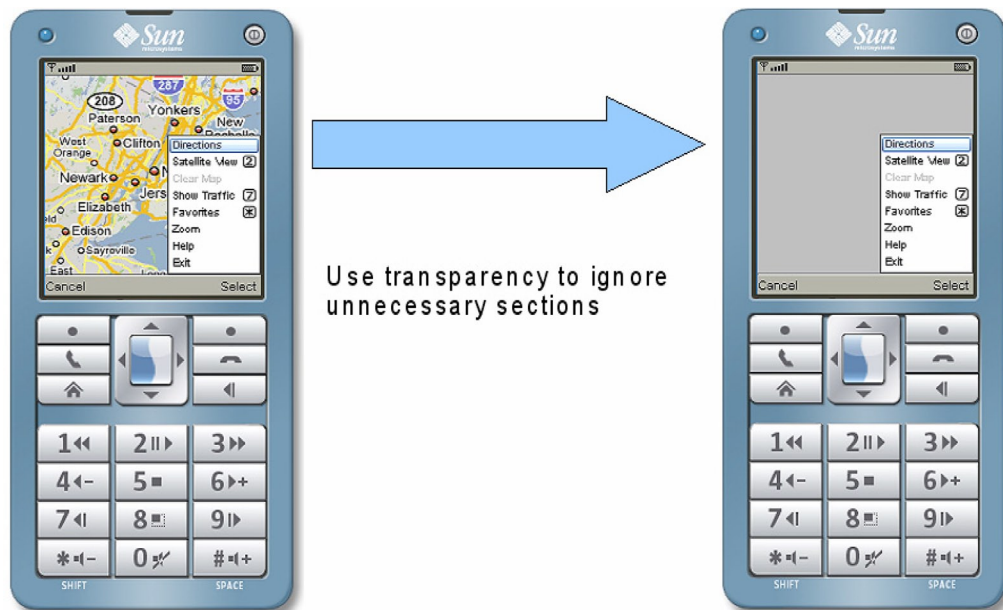 Sun
microsystems
287
208
95
Paterson
Yonkers
New
Rochelle
West
Orange
Clifton
Newark
N
Jers
Elizabeth
Edison
Sayreville
East
Long
Directions
Satellite View 2
Clear Map
Show Traffic 7
Favorites *
Zoom
Help
Exit
Cancel Select
1 2 3
4 - 5 6 +
7 8 9
* - 0 # +
SHIFT SPACE
Use transparency to ignore
unnecessary sections
Sun
microsystems
Directions
Satellite View 2
Clear Map
Show Traffic 7
Favorites *
Zoom
Help
Exit
Cancel Select
1 2 3
4 - 5 6 +
7 8 9
* - 0 # +
SHIFT SPACE